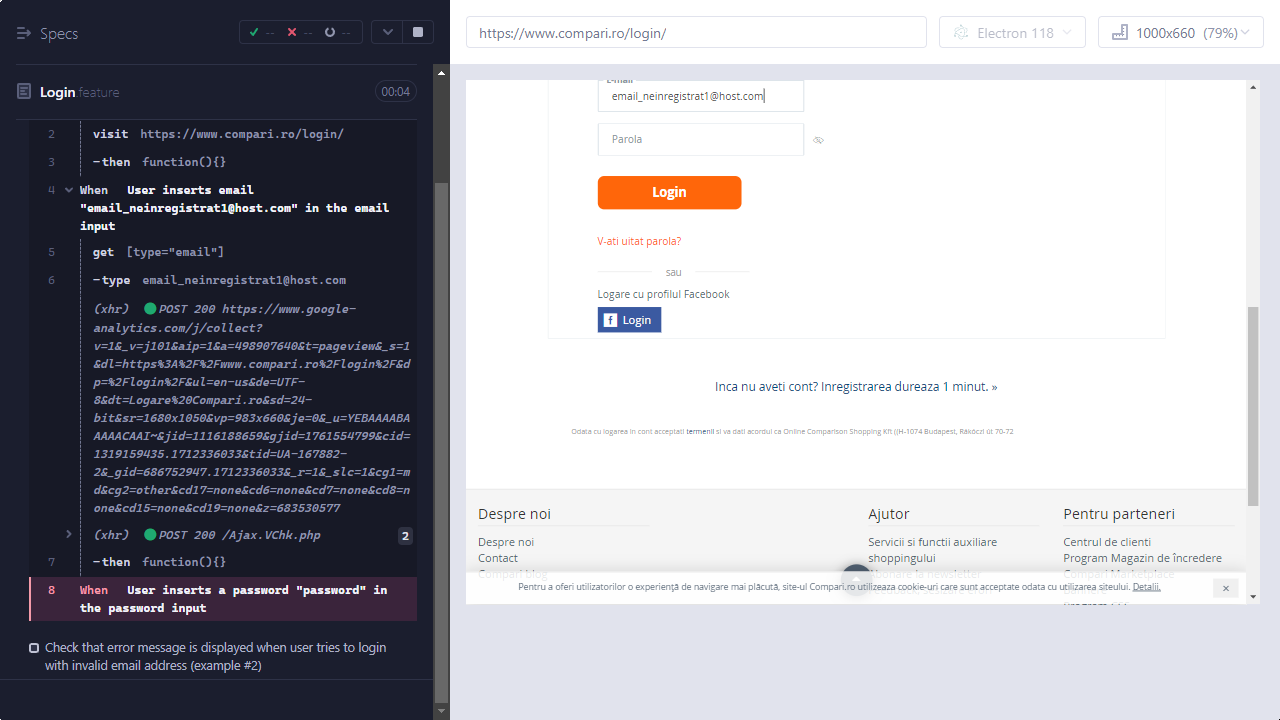 Specs
-- -- --
Login.feature 00:04
2 visit https://www.compari.ro/login/
3 -then function(){}
4 When User inserts email
"email_neinregistrat1@host.com" in the email
input
5 get [type="email"]
6 -type email_neinregistrat1@host.com
(xhr) POST 200 https://www.google-
analytics.com/j/collect?
v=1&_v=j101&aip=1&a=498907640&t=pageview&_s=1
&dl=https%3A%2F%2Fwww.compari.ro%2Flogin%2F&d
p=%2Flogin%2F&ul=en-us&de=UTF-
8&dt=Logare%20Compari.ro&sd=24-
bit&sr=1680x1050&vp=983x660&je=0&_u=YEBAAAABA
AAAACAAI~&jid=1116188659&gjid=1761554799&cid=
1319159435.1712336033&tid=UA-167882-
2&_gid=686752947.1712336033&_r=1&_slc=1&cg1=m
d&cg2=other&cd17=none&cd6=none&cd7=none&cd8=n
one&cd15=none&cd19=none&z=683530577
(xhr) POST 200 /Ajax.VChk.php 2
7 -then function(){}
8 When User inserts a password "password" in
the password input
Check that error message is displayed when user tries to login
with invalid email address (example #2)
https://www.compari.ro/login/
Electron 118
1000x660 (79%)
E-mail
email_neinregistrat1@host.com
Parola
Login
V-ati uitat parola?
sau
Logare cu profilul Facebook
f Login
Inca nu aveti cont? Inregistrarea dureaza 1 minut. »
Odata cu logarea in cont acceptati termenii si va dati acordul ca Online Comparison Shopping Kft ((H-1074 Budapest, Rákóczi út 70-72
Despre noi
Despre noi
Contact
Compari blog
Ajutor
Servicii si functii auxiliare
shoppingului
Abonare la newsletter
Pentru parteneri
Centrul de clienti
Program Magazin de încredere
Compari Marketplace
Pentru a oferi utilizatorilor o experiență de navigare mai plăcută, site-ul Compari.ro utilizeaza cookie-uri care sunt acceptate odata cu utilizarea siteului. Detalii.
×